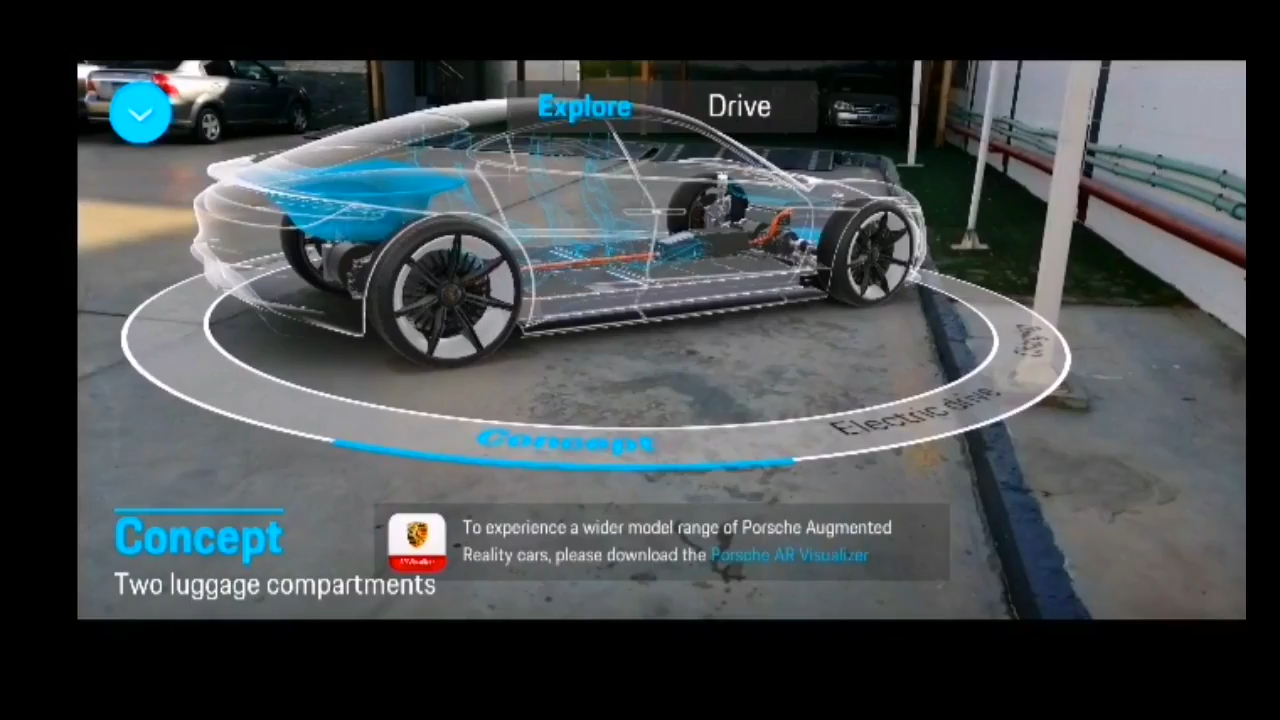 Explore
Drive
Electric drive
Concept
Concept
Two luggage compartments
To experience a wider model range of Porsche Augmented
Reality cars, please download the Porsche AR Visualizer